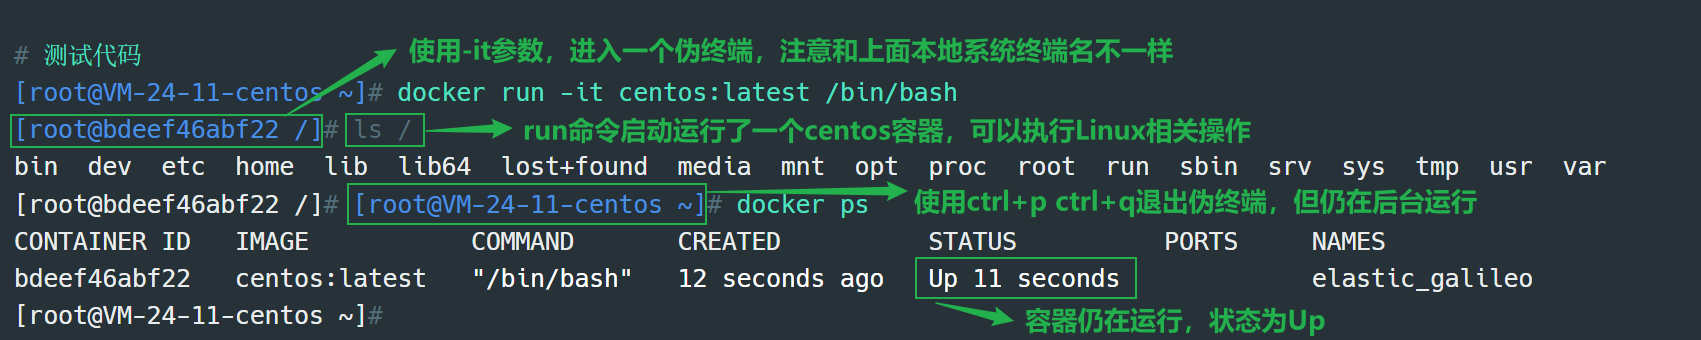 # 测试代码
使用-it参数，进入一个伪终端，注意和上面本地系统终端名不一样
[root@VM-24-11-centos ~]# docker run -it centos:latest /bin/bash
[root@bdeef46abf22 /]# ls /
run命令启动运行了一个centos容器，可以执行Linux相关操作
bin  dev  etc  home  lib  lib64  lost+found  media  mnt  opt  proc  root  run  sbin  srv  sys  tmp  usr  var
[root@bdeef46abf22 /]# [root@VM-24-11-centos ~]# docker ps
使用ctrl+p ctrl+q退出伪终端，但仍在后台运行
CONTAINER ID   IMAGE           COMMAND       CREATED          STATUS          PORTS     NAMES
bdeef46abf22   centos:latest   "/bin/bash"   12 seconds ago   Up 11 seconds             elastic_galileo
[root@VM-24-11-centos ~]#
容器仍在运行，状态为Up